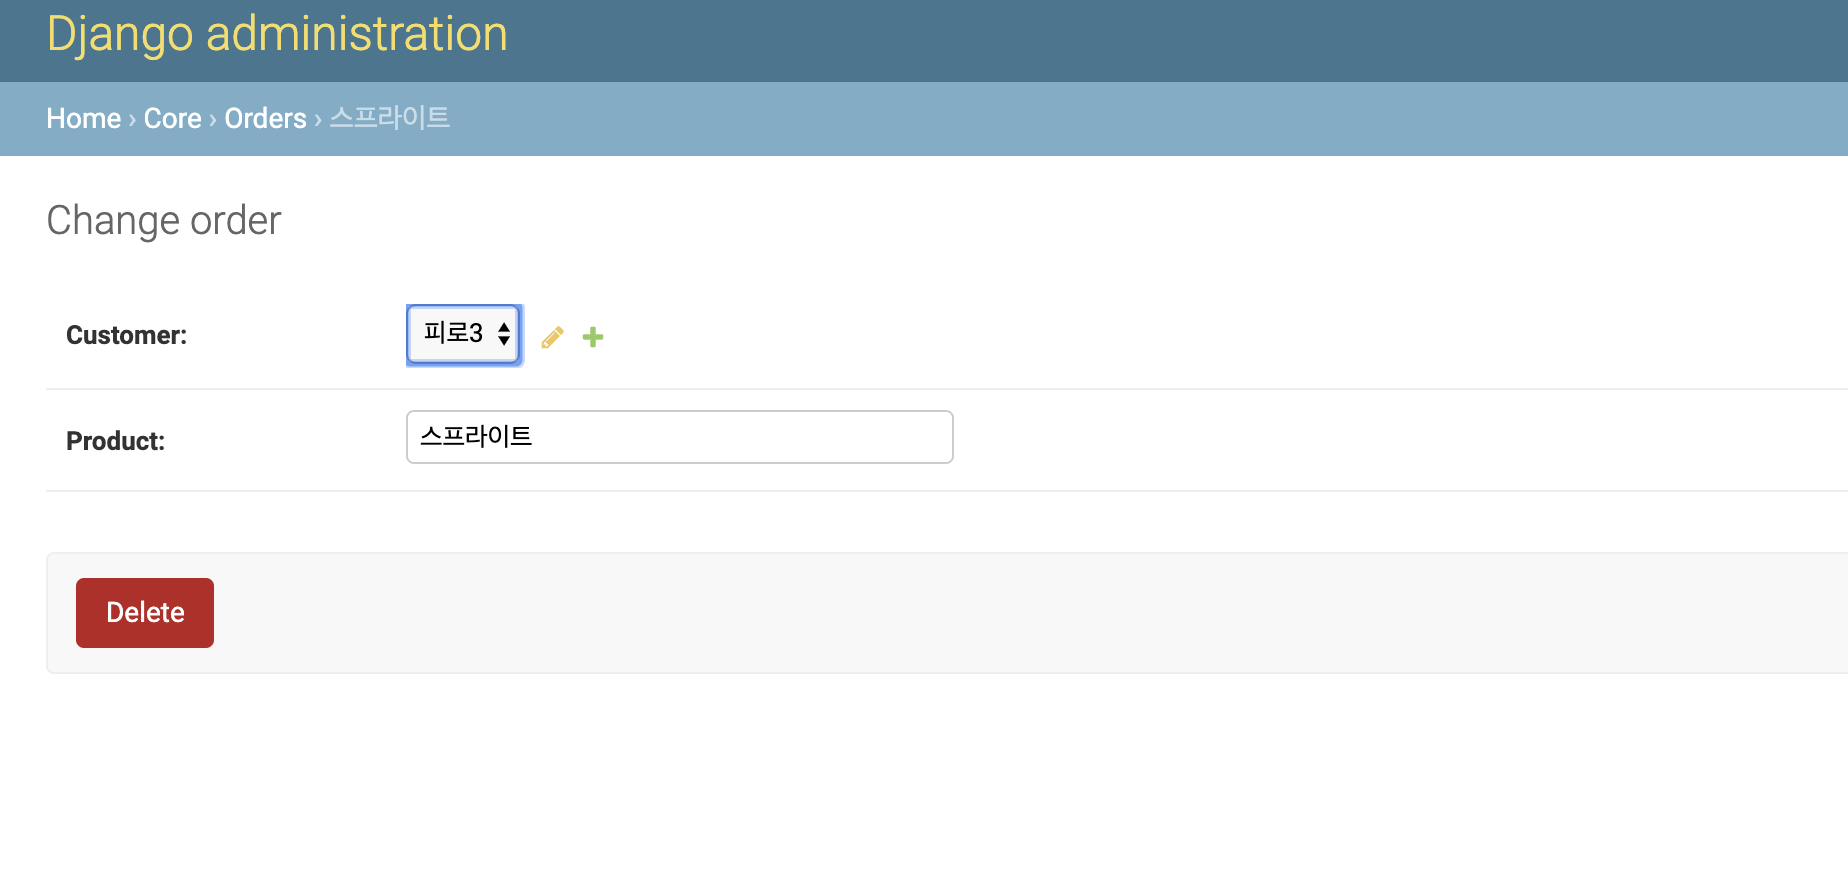 Django administration
Home › Core › Orders › 스프라이트
Change order
Customer: 피로3
Product: 스프라이트
Delete